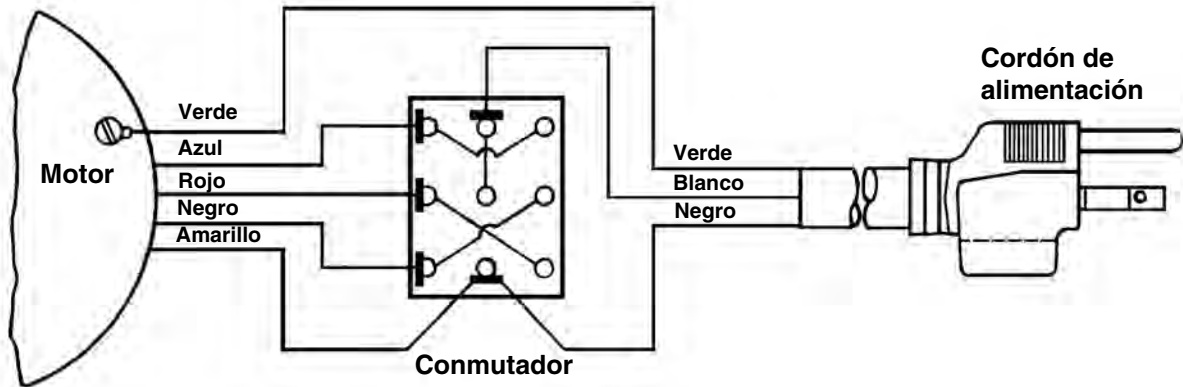 Cordón de
alimentación
Verde
Azul
Motor
Rojo
Negro
Amarillo
Verde
Blanco
Negro
Conmutador